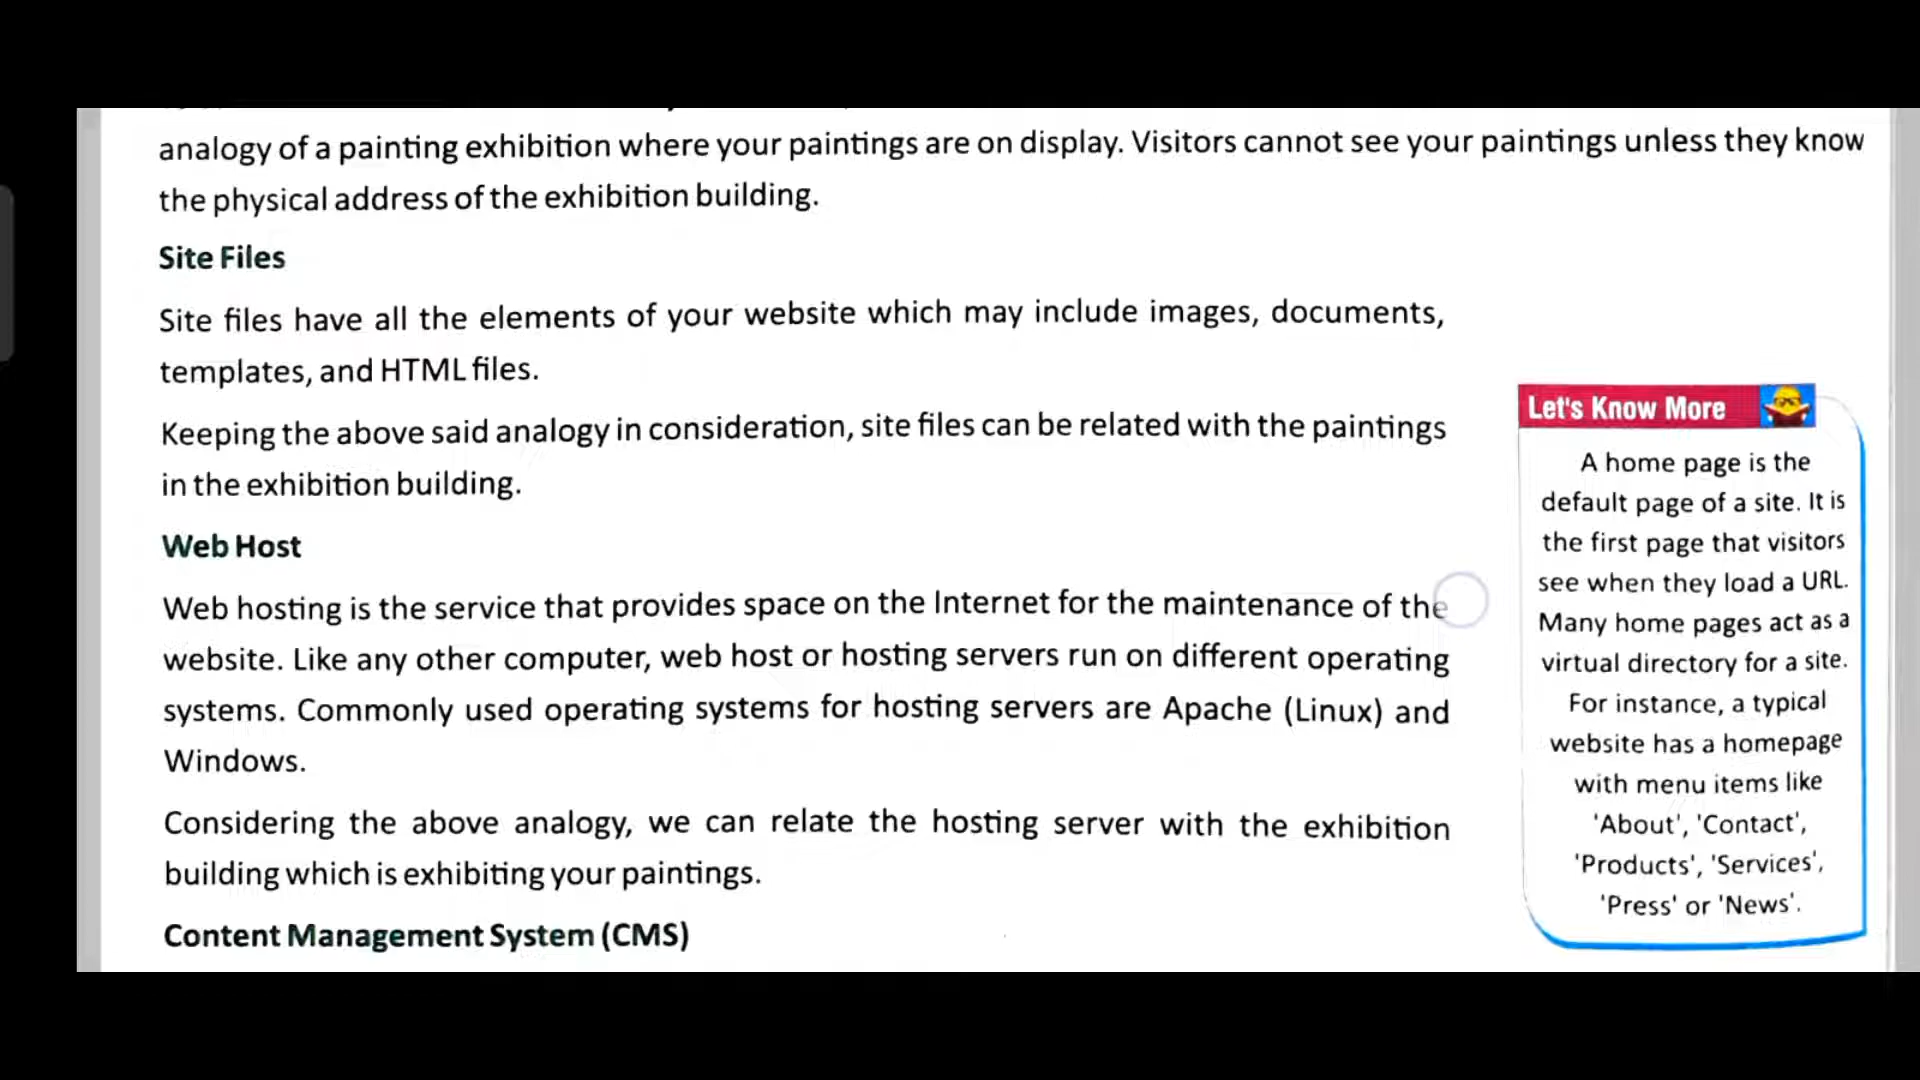 analogy of a painting exhibition where your paintings are on display. Visitors cannot see your paintings unless they know
the physical address of the exhibition building.
Site Files
Site files have all the elements of your website which may include images, documents,
templates, and HTML files.
Keeping the above said analogy in consideration, site files can be related with the paintings
in the exhibition building.
Web Host
Web hosting is the service that provides space on the Internet for the maintenance of the
website. Like any other computer, web host or hosting servers run on different operating
systems. Commonly used operating systems for hosting servers are Apache (Linux) and
Windows.
Considering the above analogy, we can relate the hosting server with the exhibition
building which is exhibiting your paintings.
Content Management System (CMS)
Let's Know More
A home page is the
default page of a site. It is
the first page that visitors
see when they load a URL.
Many home pages act as a
virtual directory for a site.
For instance, a typical
website has a homepage
with menu items like
'About', 'Contact',
'Products', 'Services',
'Press' or 'News'.